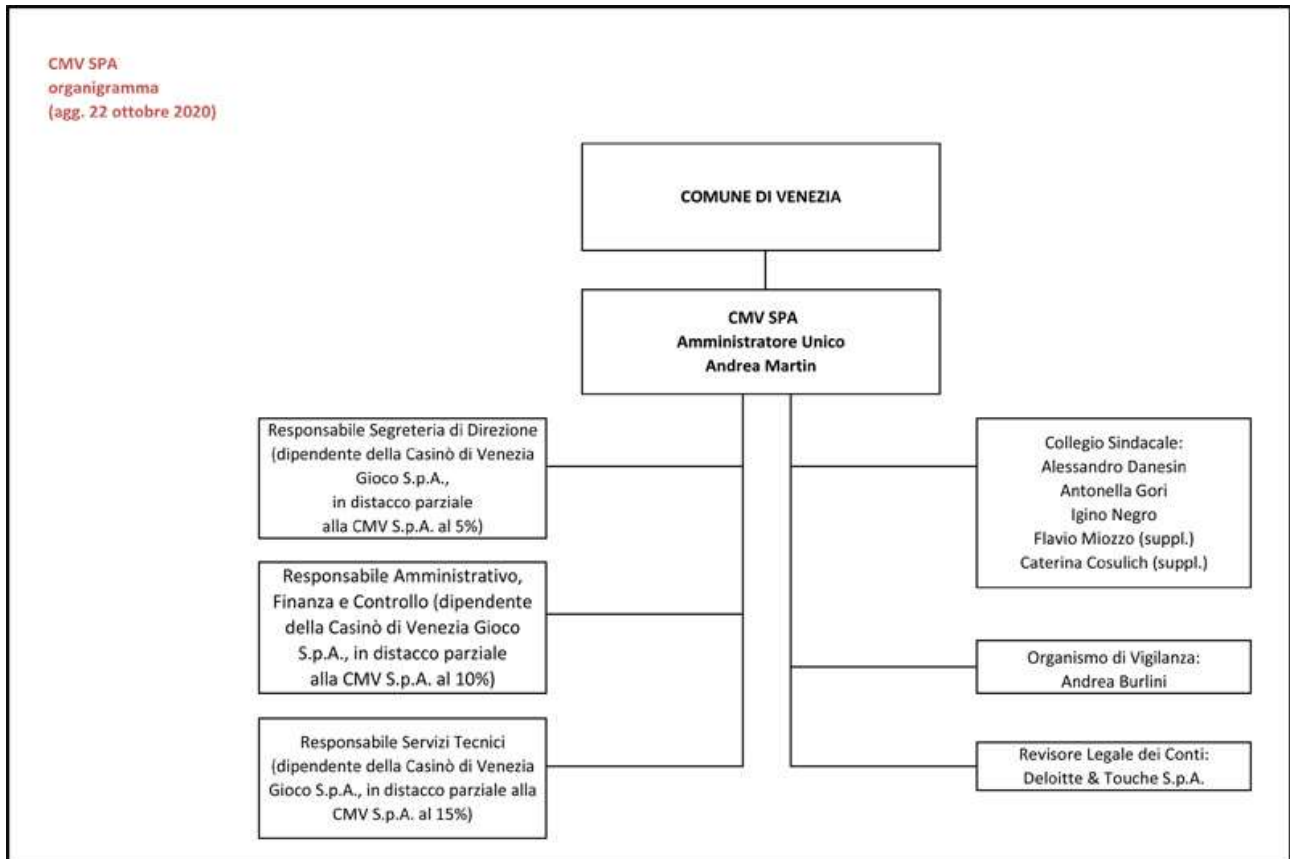 CMV SPA
organigramma
(agg. 22 ottobre 2020)
COMUNE DI VENEZIA
CMV SPA
Amministratore Unico
Andrea Martin
Responsabile Segreteria di Direzione
(dipendente della Casinò di Venezia
Gioco S.p.A.,
in distacco parziale
alla CMV S.p.A. al 5%)
Responsabile Amministrativo,
Finanza e Controllo (dipendente
della Casinò di Venezia Gioco
S.p.A., in distacco parziale
alla CMV S.p.A. al 10%)
Responsabile Servizi Tecnici
(dipendente della Casinò di Venezia
Gioco S.p.A., in distacco parziale alla
CMV S.p.A. al 15%)
Collegio Sindacale:
Alessandro Danesin
Antonella Gori
Igino Negro
Flavio Miozzo (suppl.)
Caterina Cosulich (suppl.)
Organismo di Vigilanza:
Andrea Burlini
Revisore Legale dei Conti:
Deloitte & Touche S.p.A.